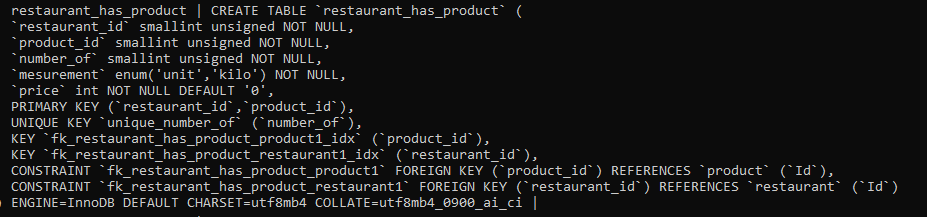 restaurant_has_product | CREATE TABLE `restaurant_has_product` (
`restaurant_id` smallint unsigned NOT NULL,
`product_id` smallint unsigned NOT NULL,
`number_of` smallint unsigned NOT NULL,
`mesurement` enum('unit','kilo') NOT NULL,
`price` int NOT NULL DEFAULT '0',
PRIMARY KEY (`restaurant_id`,`product_id`),
UNIQUE KEY `unique_number_of` (`number_of`),
KEY `fk_restaurant_has_product_product1_idx` (`product_id`),
KEY `fk_restaurant_has_product_restaurant1_idx` (`restaurant_id`),
CONSTRAINT `fk_restaurant_has_product_product1` FOREIGN KEY (`product_id`) REFERENCES `product` (`Id`),
CONSTRAINT `fk_restaurant_has_product_restaurant1` FOREIGN KEY (`restaurant_id`) REFERENCES `restaurant` (`Id`)
) ENGINE=InnoDB DEFAULT CHARSET=utf8mb4 COLLATE=utf8mb4_0900_ai_ci |